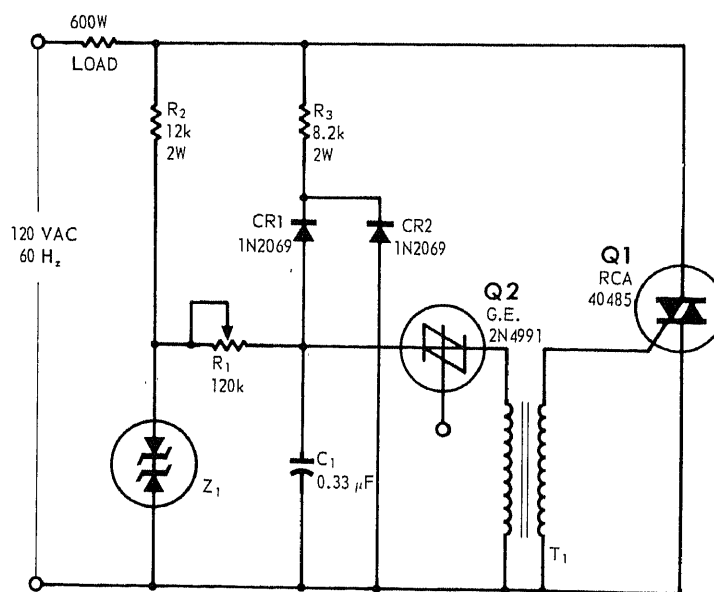 600W
LOAD
R₂
12k
2W
R₃
8.2k
2W
CR1
1N2069
CR2
1N2069
120 VAC
60 Hz
Q1
RCA
40485
Q2
G.E.
2N4991
R₁
120k
C₁
0.33 μF
Z₁
T₁